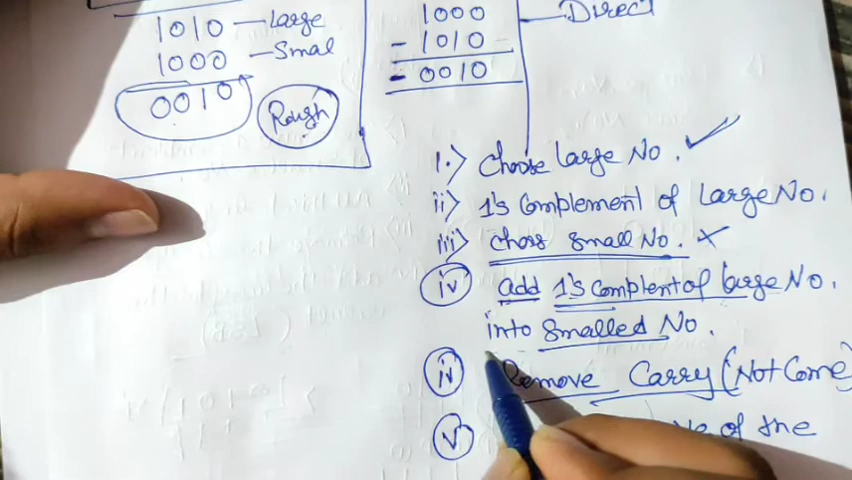 1010 — Large
1000 — Smal
0010
Rough
1000
- 1010
- 0010
Direct
i.> Choose large No. ✓
ii> 1's Complement of Large No.
iii> Chos small No. ×
iv add 1's complent of large No.
into Smalled No.
iv Remove Carry (Not Come)
v of the